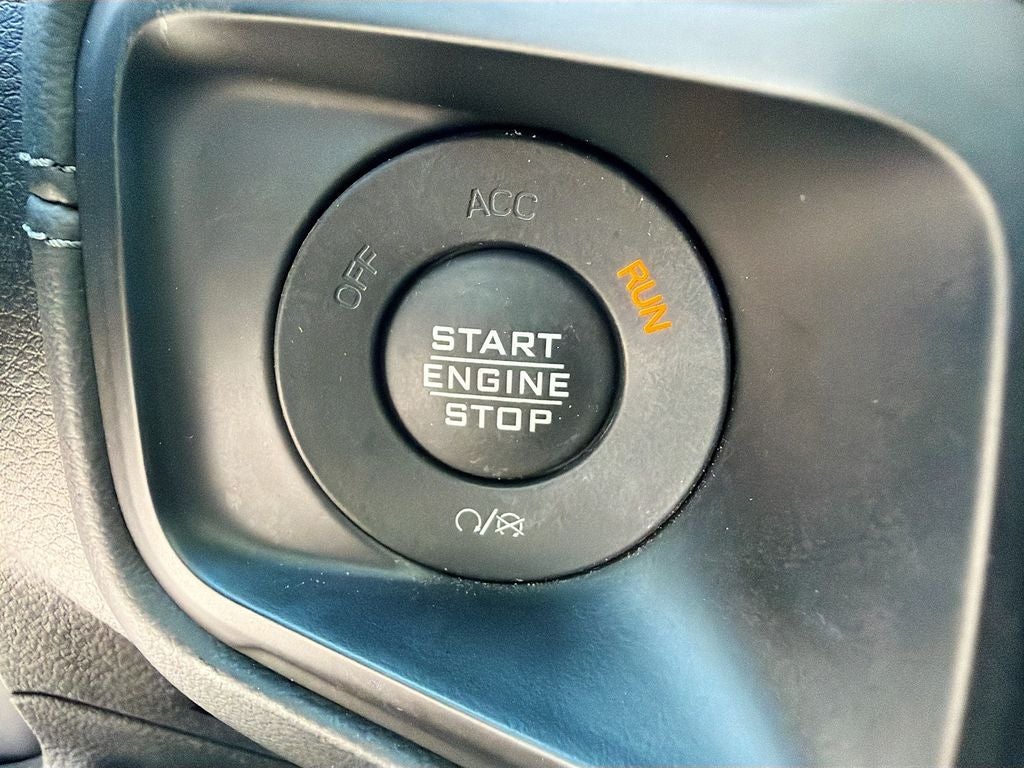 ACC
OFF
RUN
START
ENGINE
STOP